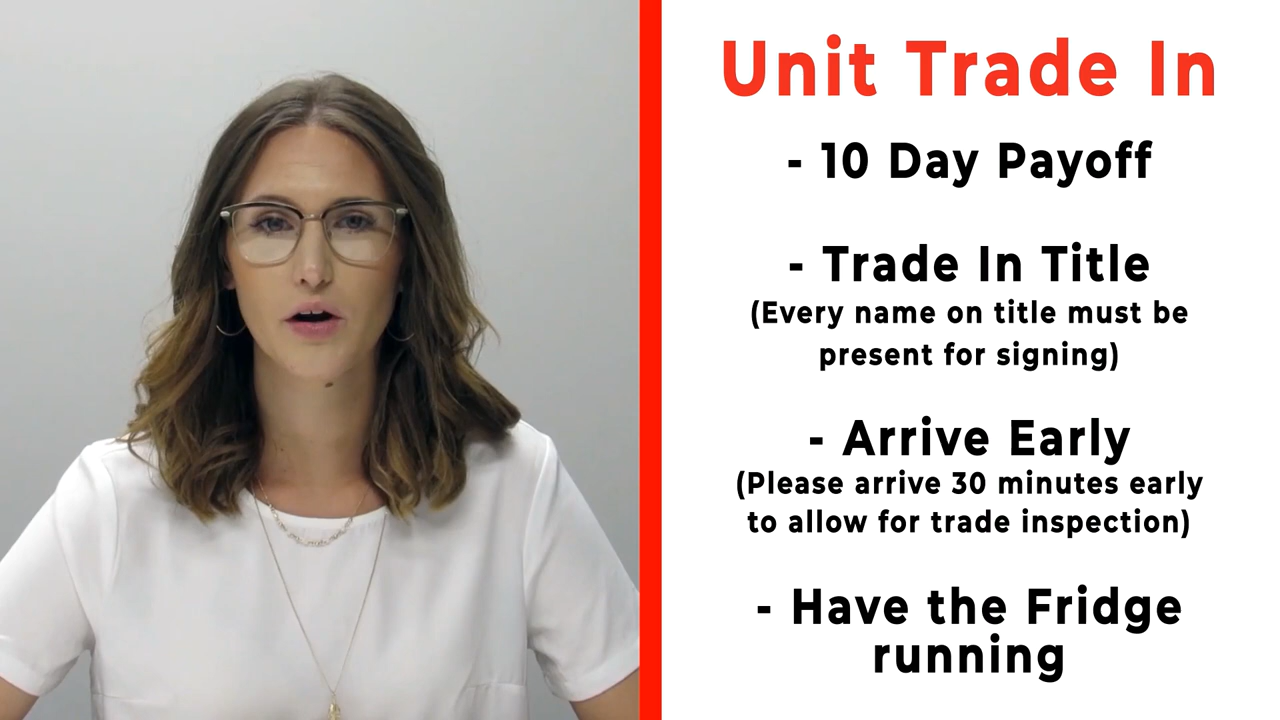 Unit Trade In
- 10 Day Payoff
- Trade In Title
(Every name on title must be
present for signing)
- Arrive Early
(Please arrive 30 minutes early
to allow for trade inspection)
- Have the Fridge
running